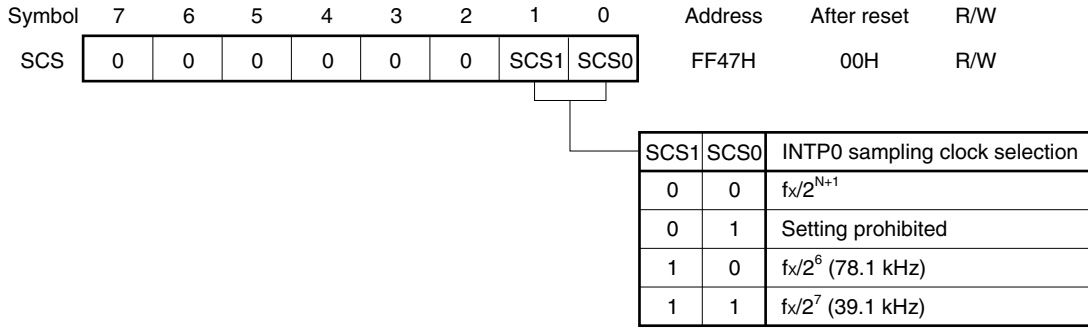 Symbol 7 6 5 4 3 2 1 0 Address After reset R/W
SCS 0 0 0 0 0 0 SCS1 SCS0 FF47H 00H R/W
SCS1 SCS0 INTP0 sampling clock selection
0 0 fx/2^N+1
0 1 Setting prohibited
1 0 fx/2^6 (78.1 kHz)
1 1 fx/2^7 (39.1 kHz)